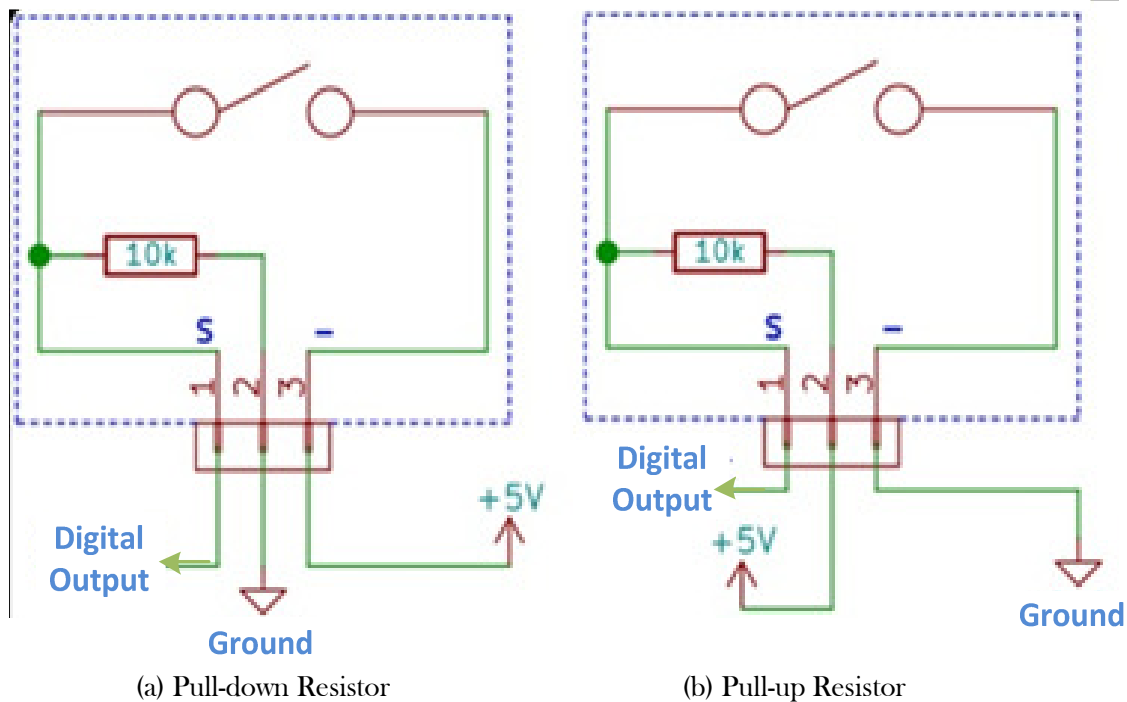 10k
S
–
1
2
3
+5V
Digital
Output
Ground
(a) Pull-down Resistor
10k
S
–
1
2
3
Digital
Output
+5V
Ground
(b) Pull-up Resistor